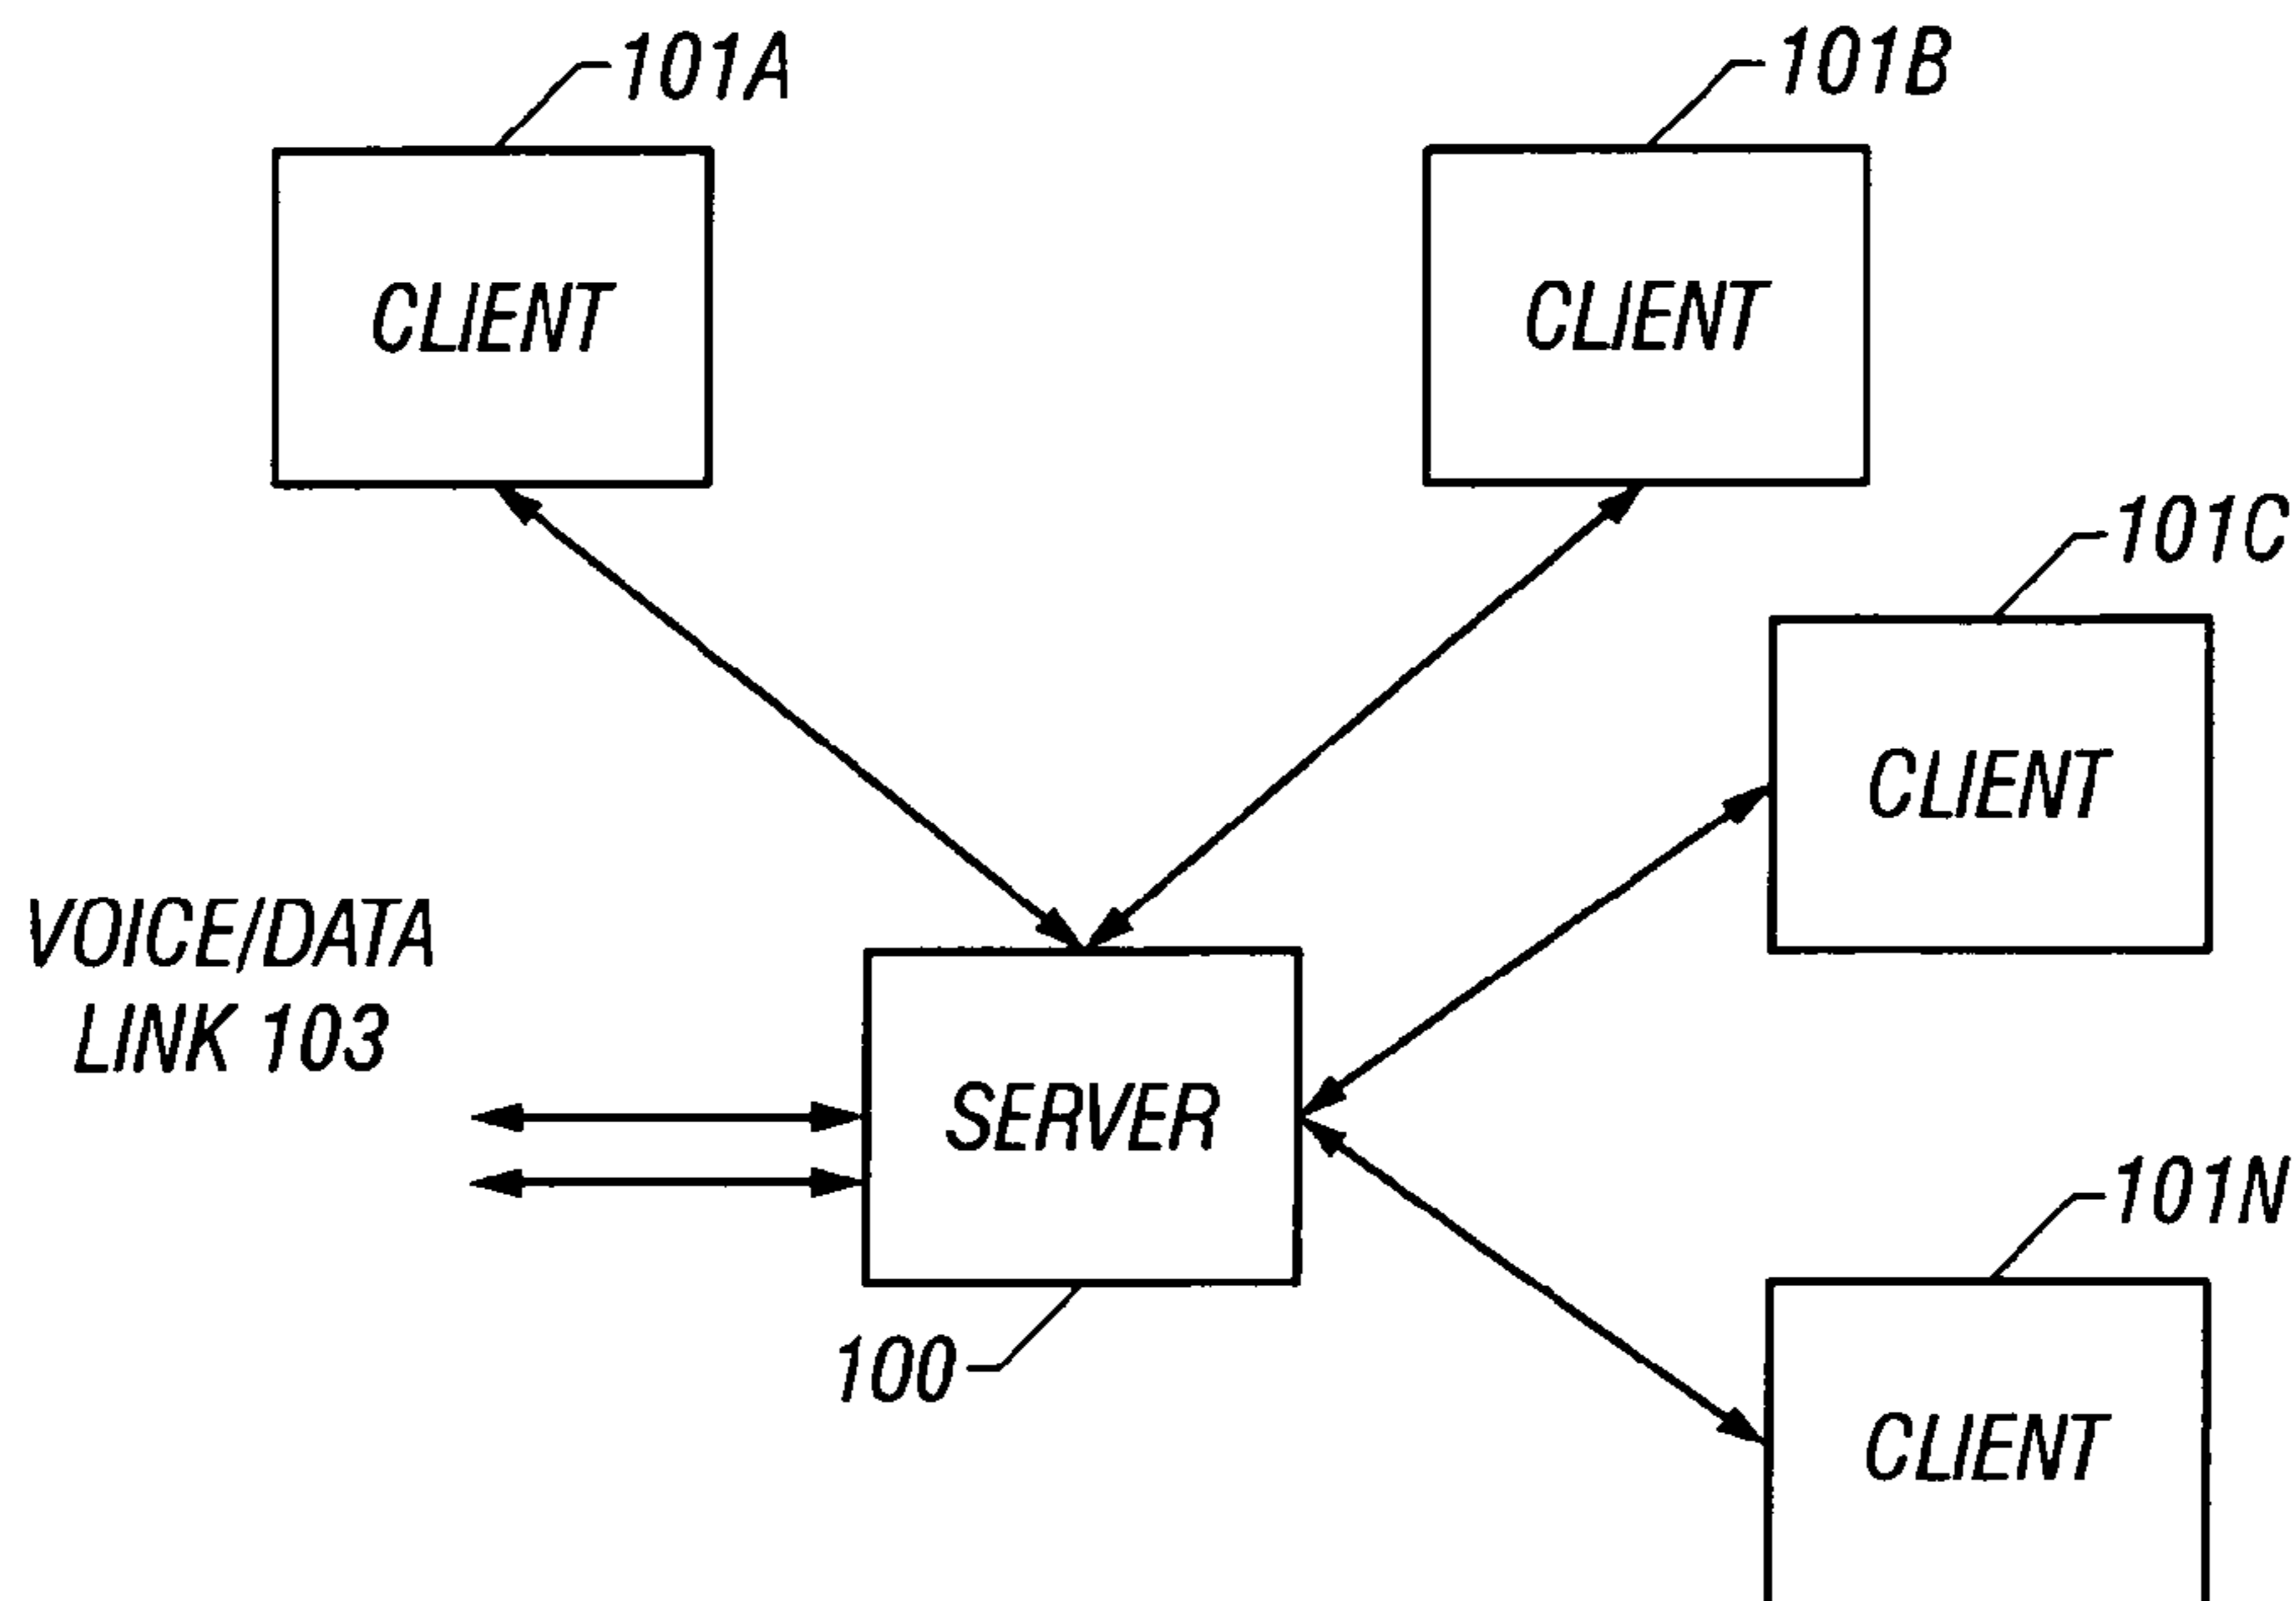 101A
101B
CLIENT
CLIENT
101C
CLIENT
VOICE/DATA
LINK 103
SERVER
101N
100
CLIENT